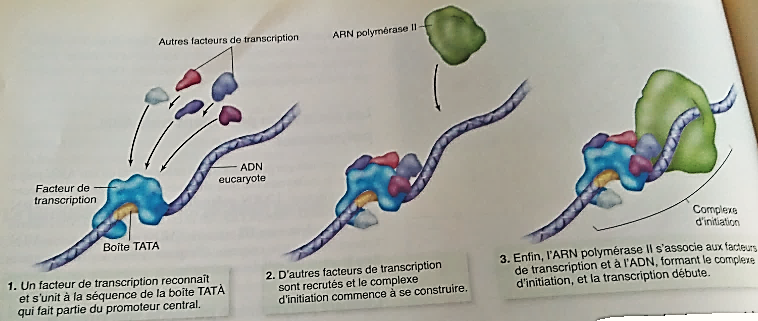 Autres facteurs de transcription
ARN polymérase II
Facteur de
transcription
ADN
eucaryote
Boîte TATA
Complexe
d'initiation
1. Un facteur de transcription reconnaît
et s'unit à la séquence de la boîte TATA
qui fait partie du promoteur central.
2. D'autres facteurs de transcription
sont recrutés et le complexe
d'initiation commence à se construire.
3. Enfin, l'ARN polymérase II s'associe aux facteurs
de transcription et à l'ADN, formant le complexe
d'initiation, et la transcription débute.